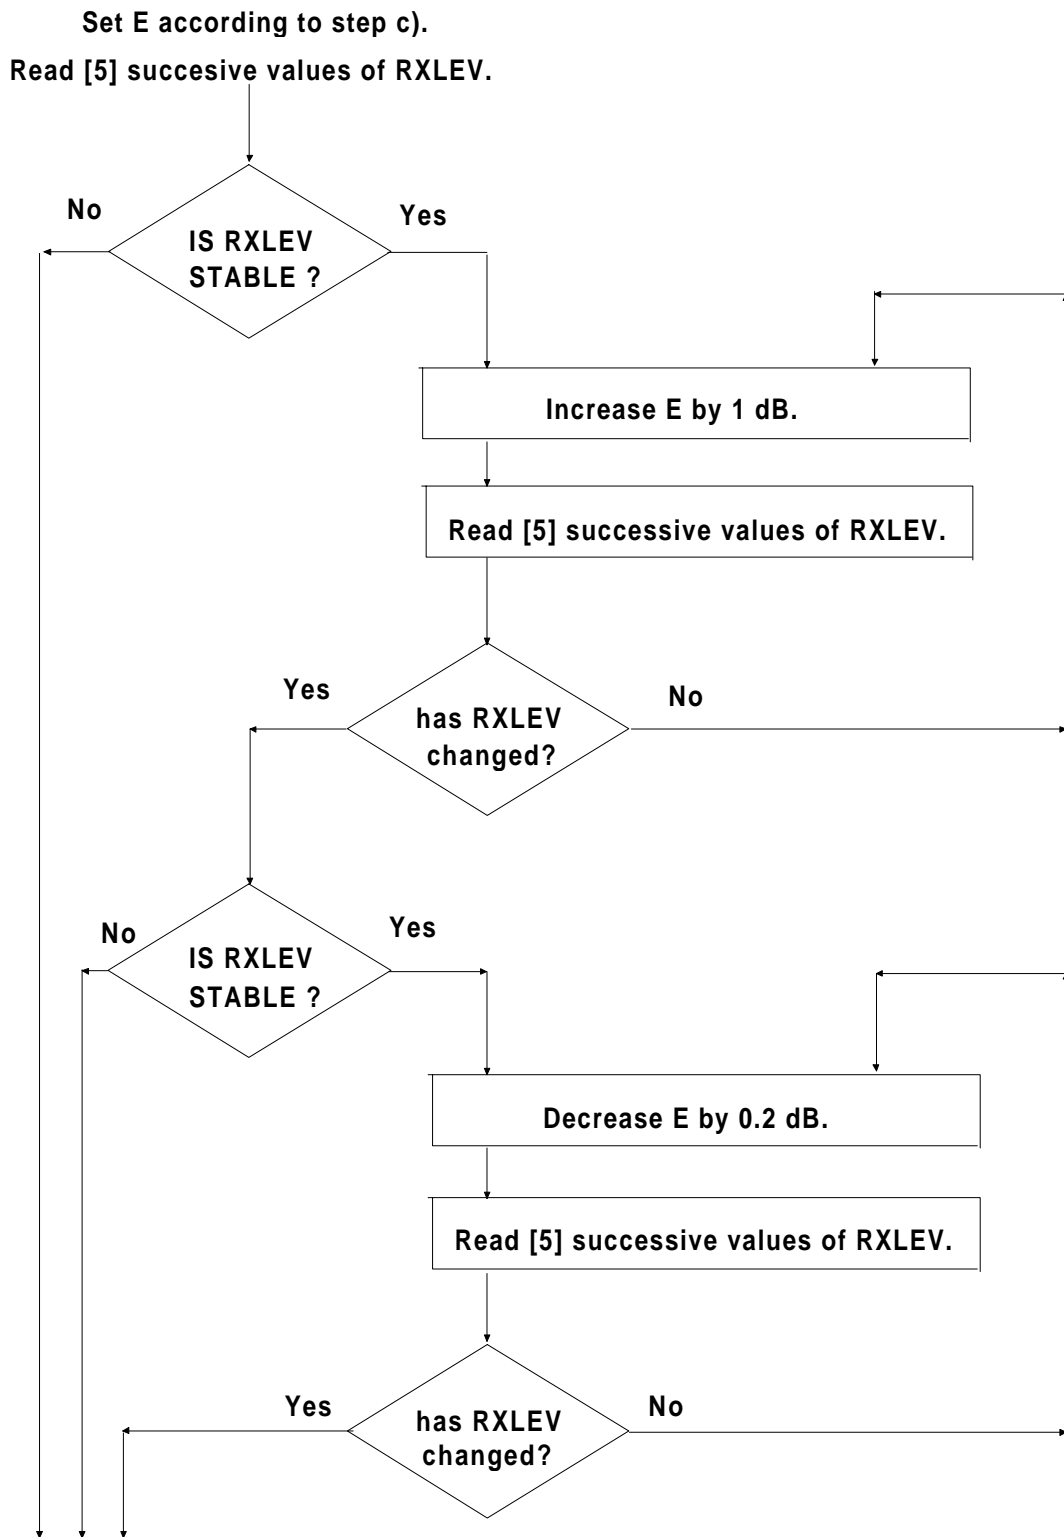 Set E according to step c).
Read [5] succesive values of RXLEV.
No
Yes
IS RXLEV
STABLE ?
Increase E by 1 dB.
Read [5] successive values of RXLEV.
Yes
No
has RXLEV
changed?
No
Yes
IS RXLEV
STABLE ?
Decrease E by 0.2 dB.
Read [5] successive values of RXLEV.
Yes
No
has RXLEV
changed?